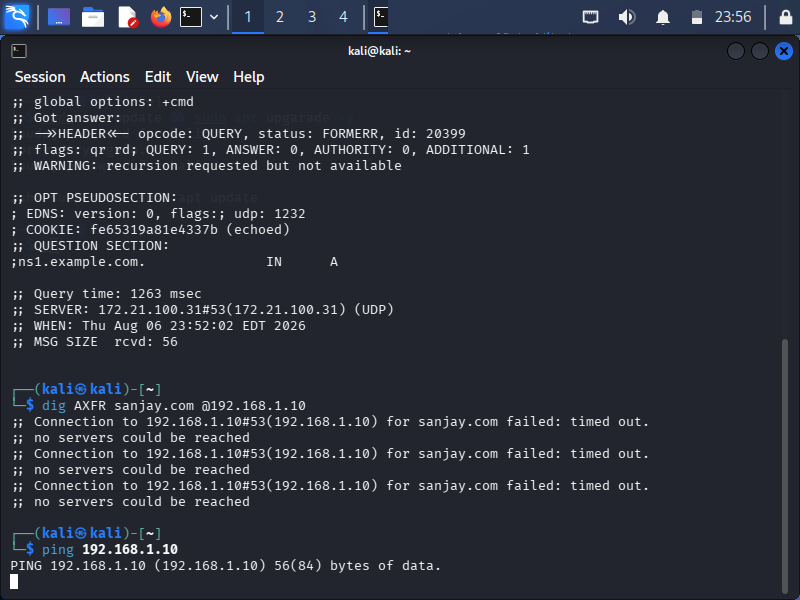 1 2 3 4 23:56
kali@kali: ~
Session Actions Edit View Help
;; global options: +cmd
;; Got answer:
;; ->>HEADER<<- opcode: QUERY, status: FORMERR, id: 20399
;; flags: qr rd; QUERY: 1, ANSWER: 0, AUTHORITY: 0, ADDITIONAL: 1
;; WARNING: recursion requested but not available
;; OPT PSEUDOSECTION:
; EDNS: version: 0, flags:; udp: 1232
; COOKIE: fe65319a81e4337b (echoed)
;; QUESTION SECTION:
;ns1.example.com. IN A
;; Query time: 1263 msec
;; SERVER: 172.21.100.31#53(172.21.100.31) (UDP)
;; WHEN: Thu Aug 06 23:52:02 EDT 2026
;; MSG SIZE rcvd: 56
┌──(kali㉿kali)-[~]
└─$ dig AXFR sanjay.com @192.168.1.10
;; Connection to 192.168.1.10#53(192.168.1.10) for sanjay.com failed: timed out.
;; no servers could be reached
;; Connection to 192.168.1.10#53(192.168.1.10) for sanjay.com failed: timed out.
;; no servers could be reached
;; Connection to 192.168.1.10#53(192.168.1.10) for sanjay.com failed: timed out.
;; no servers could be reached
┌──(kali㉿kali)-[~]
└─$ ping 192.168.1.10
PING 192.168.1.10 (192.168.1.10) 56(84) bytes of data.